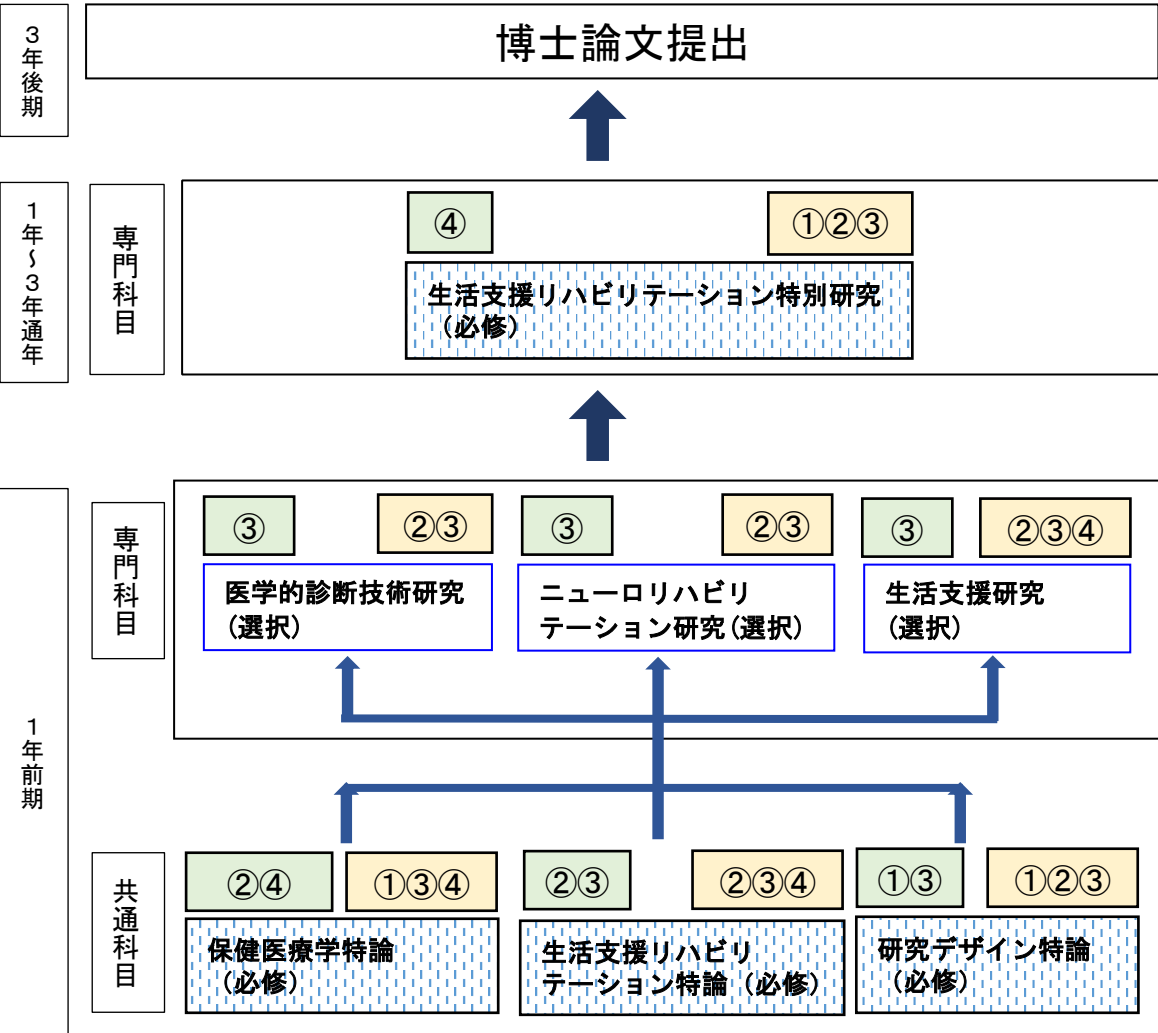 3年後期
博士論文提出
1年~3年通年
専門科目
④
①②③
生活支援リハビリテーション特別研究
（必修）
1年前期
専門科目
③
②③
③
②③
③
②③④
医学的診断技術研究
(選択)
ニューロリハビリ
テーション研究(選択)
生活支援研究
(選択)
共通科目
②④
①③④
②③
②③④
①③
①②③
保健医療学特論
（必修）
生活支援リハビリ
テーション特論（必修）
研究デザイン特論
（必修）